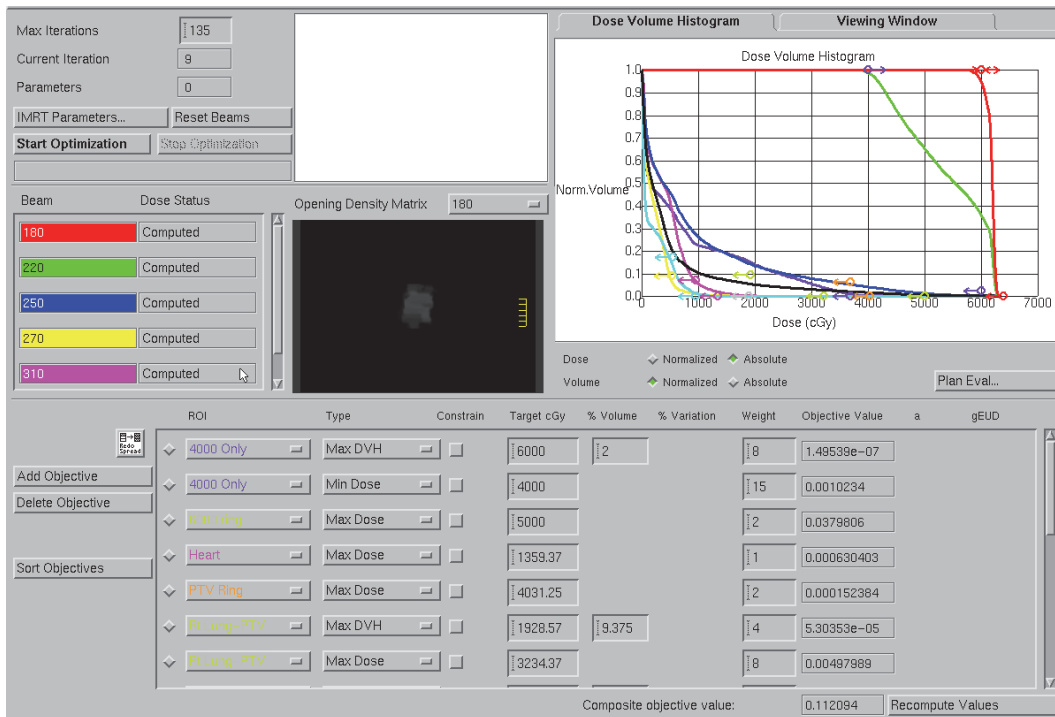 Max Iterations 135
Current Iteration 9
Parameters 0
IMRT Parameters... Reset Beams
Start Optimization Stop Optimization
Beam Dose Status
180 Computed
220 Computed
250 Computed
270 Computed
310 Computed
Opening Density Matrix 180
Dose Volume Histogram Viewing Window
Dose Volume Histogram
1.0
0.9
0.8
0.7
0.6
Norm.Volume 0.5
0.4
0.3
0.2
0.1
0.0
0 1000 2000 3000 4000 5000 6000 7000
Dose (cGy)
Dose Normalized Absolute
Volume Normalized Absolute
Plan Eval...
ROI Type Constrain Target cGy % Volume % Variation Weight Objective Value a gEUD
Redo
Spread
Add Objective
Delete Objective
Sort Objectives
4000 Only Max DVH 6000 2 8 1.49539e-07
4000 Only Min Dose 4000 15 0.0010234
Max Dose 5000 2 0.0379806
Heart Max Dose 1359.37 1 0.000630403
PTV Ring Max Dose 4031.25 2 0.000152384
Max DVH 1928.57 9.375 4 5.30353e-05
Max Dose 3234.37 8 0.00497989
Composite objective value: 0.112094 Recompute Values